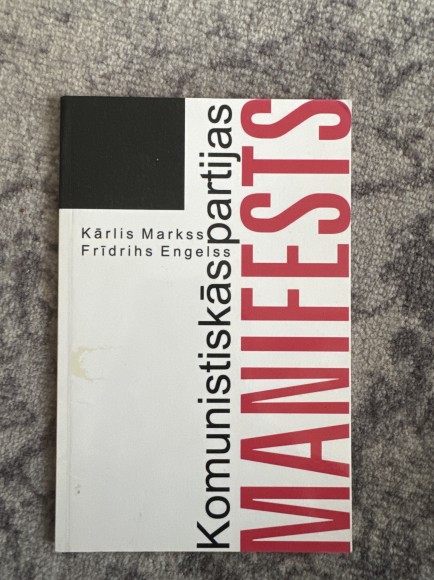 Kārlis Markss
Frīdrihs Engelss
Komunistiskās partijas
MANIFESTS